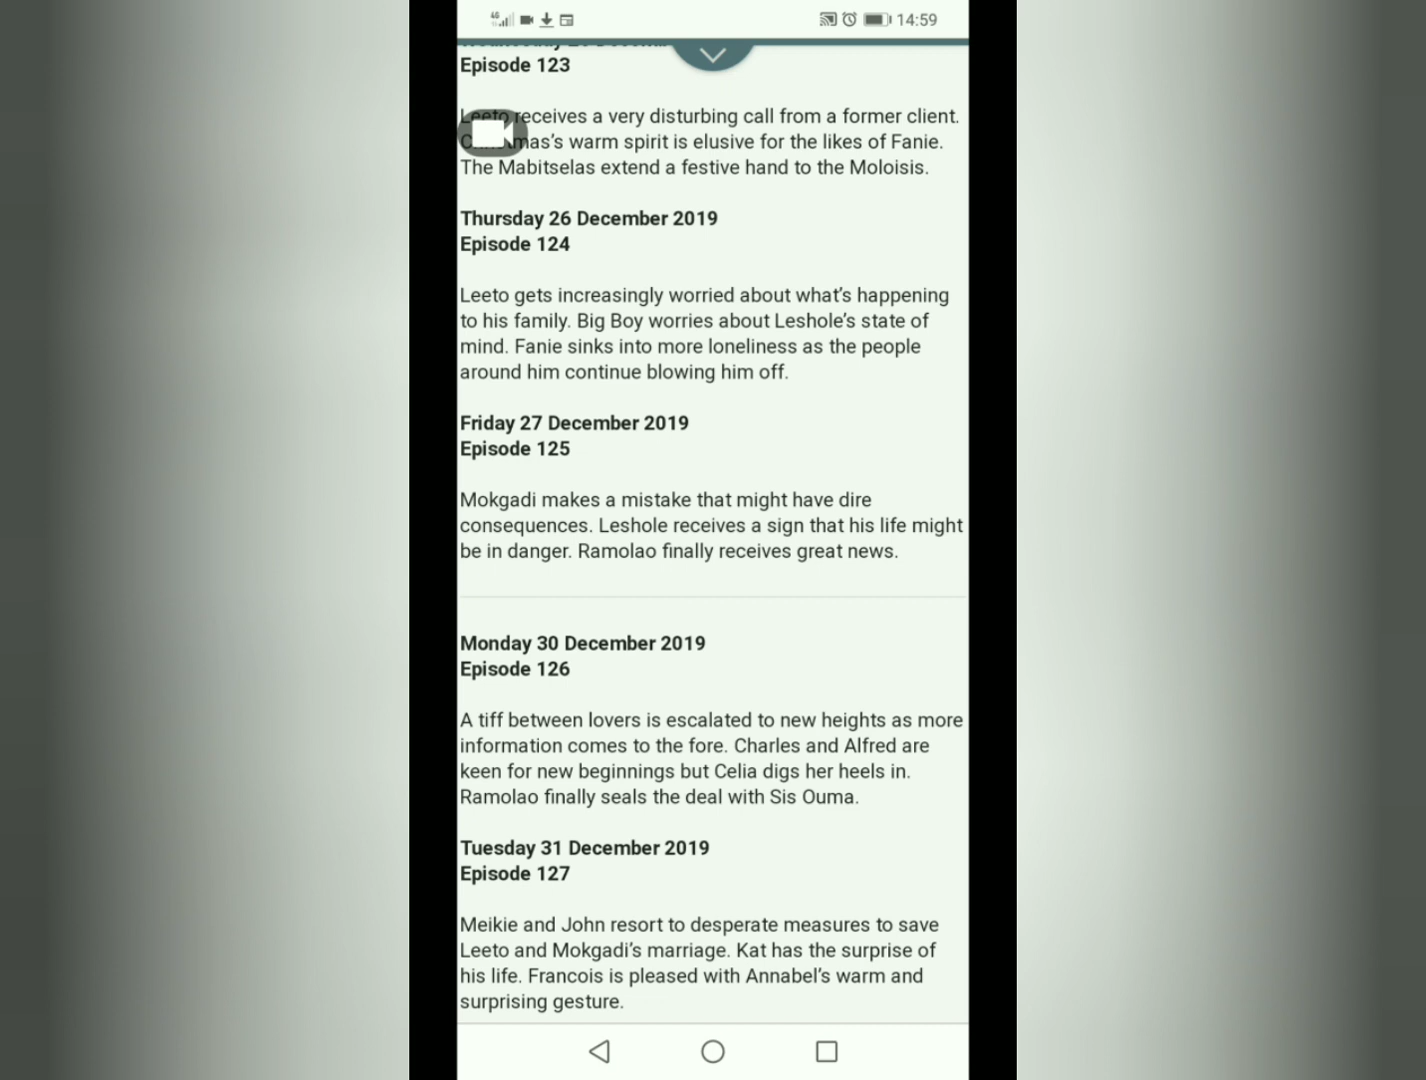 4G 14:59
Episode 123
Leeto receives a very disturbing call from a former client.
mas’s warm spirit is elusive for the likes of Fanie.
The Mabitselas extend a festive hand to the Moloisis.
Thursday 26 December 2019
Episode 124
Leeto gets increasingly worried about what’s happening
to his family. Big Boy worries about Leshole’s state of
mind. Fanie sinks into more loneliness as the people
around him continue blowing him off.
Friday 27 December 2019
Episode 125
Mokgadi makes a mistake that might have dire
consequences. Leshole receives a sign that his life might
be in danger. Ramolao finally receives great news.
Monday 30 December 2019
Episode 126
A tiff between lovers is escalated to new heights as more
information comes to the fore. Charles and Alfred are
keen for new beginnings but Celia digs her heels in.
Ramolao finally seals the deal with Sis Ouma.
Tuesday 31 December 2019
Episode 127
Meikie and John resort to desperate measures to save
Leeto and Mokgadi’s marriage. Kat has the surprise of
his life. Francois is pleased with Annabel’s warm and
surprising gesture.